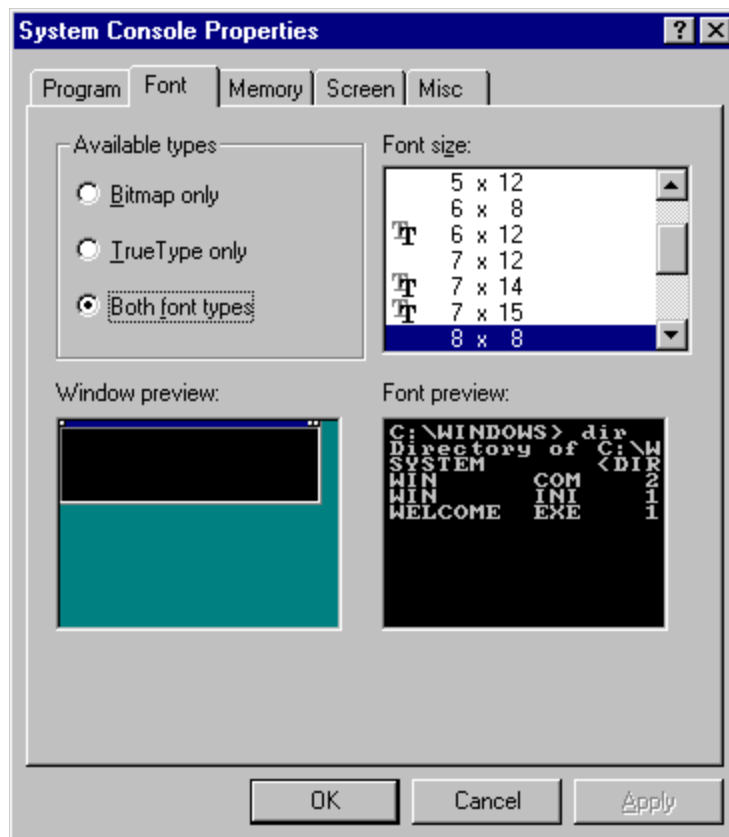 System Console Properties
Program Font Memory Screen Misc
Available types
Bitmap only
TrueType only
Both font types
Font size:
5 x 12
6 x 8
6 x 12
7 x 12
7 x 14
7 x 15
8 x 8
Window preview:
Font preview:
C:\WINDOWS> dir
Directory of C:\W
SYSTEM <DIR
WIN COM 2
WIN INI 1
WELCOME EXE 1
OK Cancel Apply